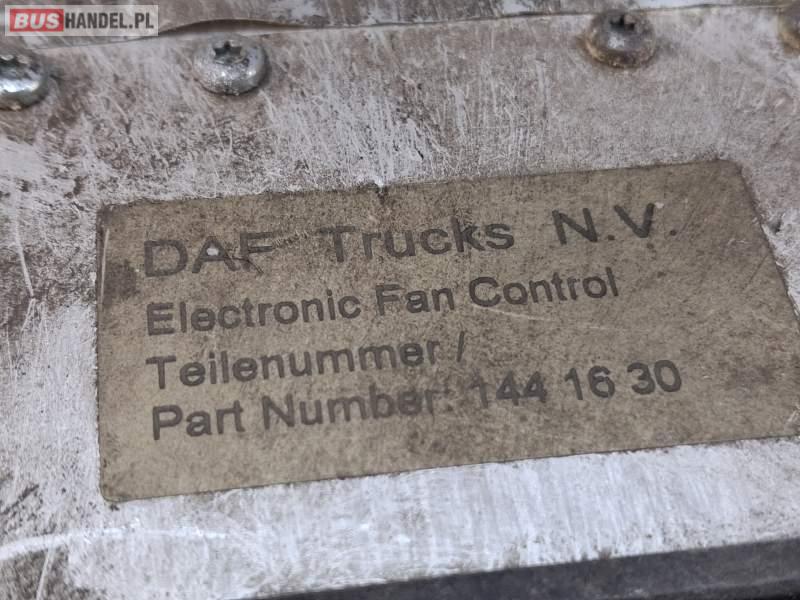 BUSHANDEL.PL
DAF Trucks N.V.
Electronic Fan Control
Teilenummer /
Part Number: 144 16 30